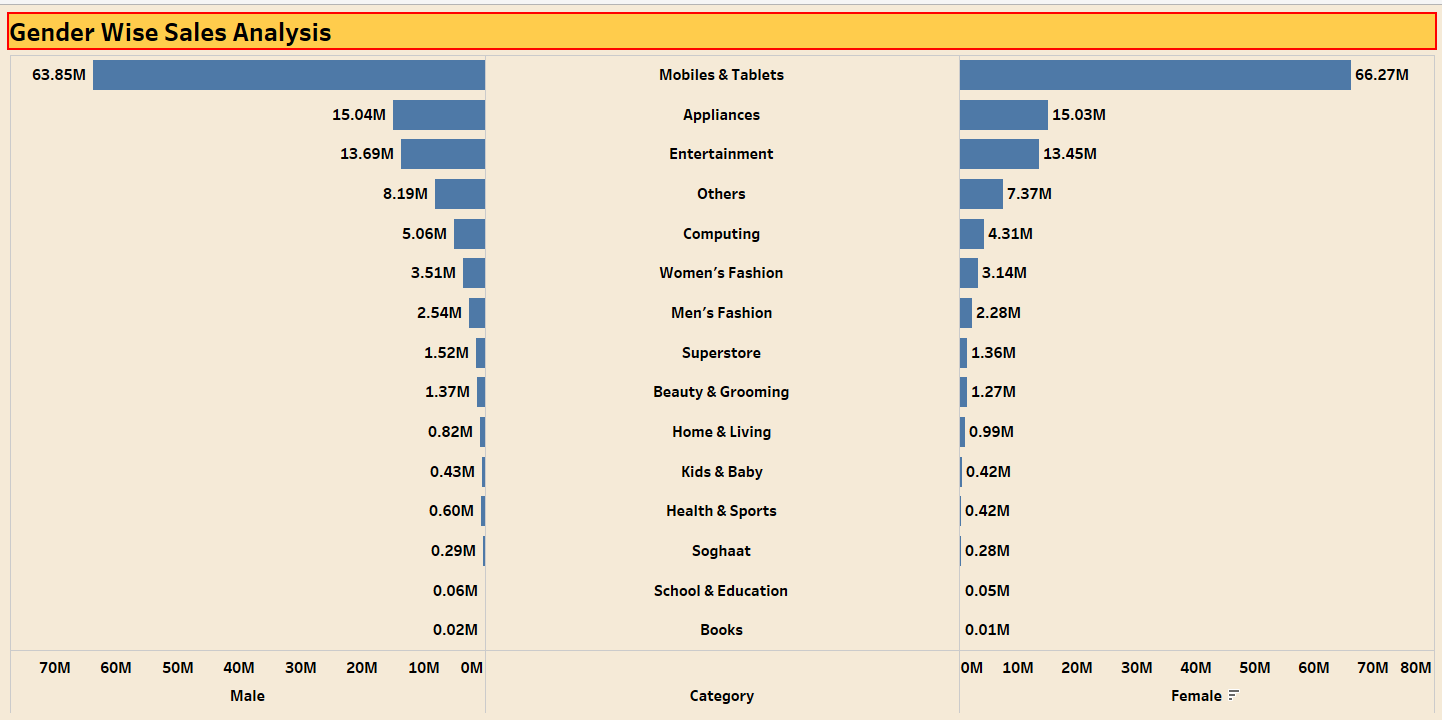 Gender Wise Sales Analysis
63.85M Mobiles & Tablets 66.27M
15.04M Appliances 15.03M
13.69M Entertainment 13.45M
8.19M Others 7.37M
5.06M Computing 4.31M
3.51M Women's Fashion 3.14M
2.54M Men's Fashion 2.28M
1.52M Superstore 1.36M
1.37M Beauty & Grooming 1.27M
0.82M Home & Living 0.99M
0.43M Kids & Baby 0.42M
0.60M Health & Sports 0.42M
0.29M Soghaat 0.28M
0.06M School & Education 0.05M
0.02M Books 0.01M
70M 60M 50M 40M 30M 20M 10M 0M 0M 10M 20M 30M 40M 50M 60M 70M 80M
Male Category Female